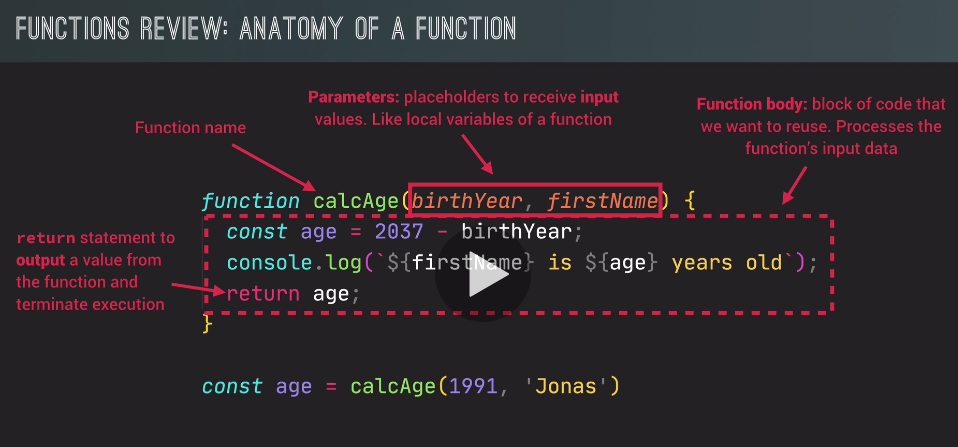 FUNCTIONS REVIEW: ANATOMY OF A FUNCTION
Parameters: placeholders to receive input
values. Like local variables of a function
Function body: block of code that
we want to reuse. Processes the
function's input data
Function name
function calcAge(birthYear, firstName) {
const age = 2037 - birthYear;
console.log(`${firstName} is ${age} years old`);
return age;
}
return statement to
output a value from
the function and
terminate execution
const age = calcAge(1991, 'Jonas')